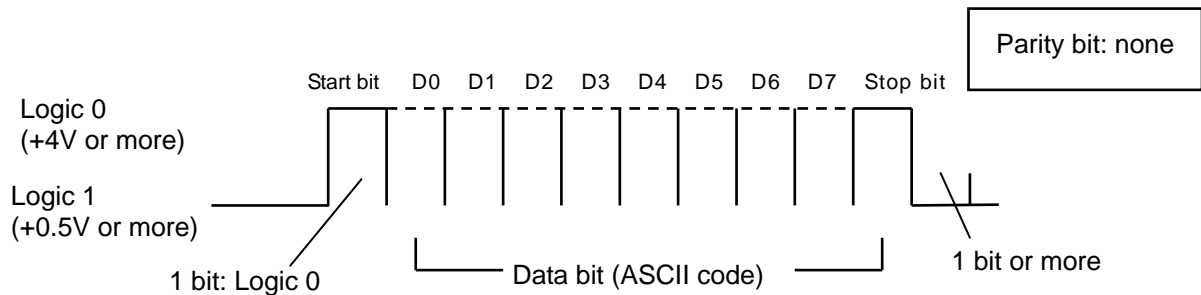 Parity bit: none
Start bit D0 D1 D2 D3 D4 D5 D6 D7 Stop bit
Logic 0
(+4V or more)
Logic 1
(+0.5V or more)
1 bit: Logic 0
Data bit (ASCII code)
1 bit or more